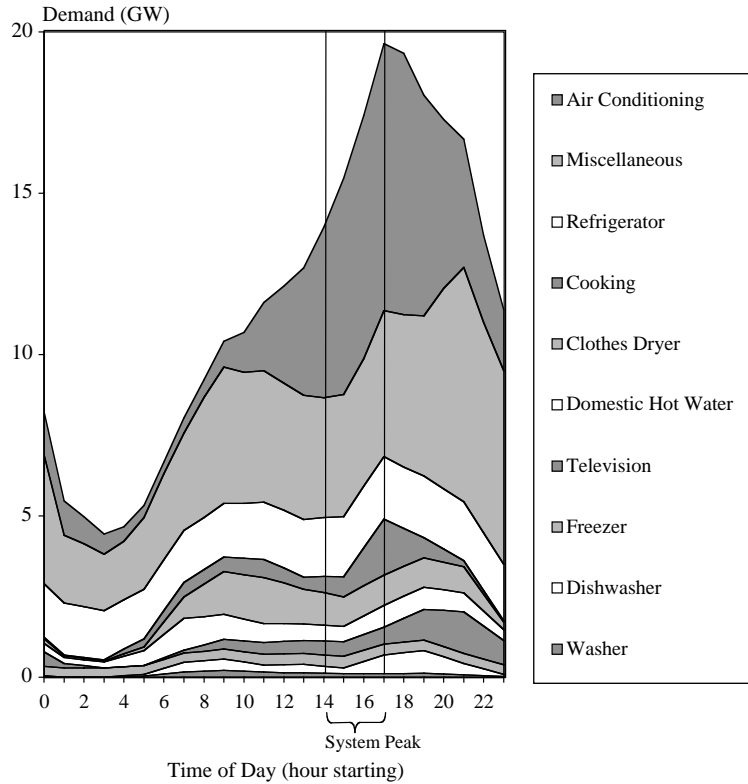 Demand (GW)
20
15
10
5
0
0 2 4 6 8 10 12 14 16 18 20 22
System Peak
Time of Day (hour starting)
Air Conditioning
Miscellaneous
Refrigerator
Cooking
Clothes Dryer
Domestic Hot Water
Television
Freezer
Dishwasher
Washer